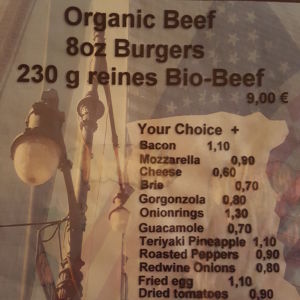 Organic Beef
8oz Burgers
230 g reines Bio-Beef
9,00 €
Your Choice +
Bacon 1,10
Mozzarella 0,90
Cheese 0,60
Brie 0,70
Gorgonzola 0,80
Onionrings 1,30
Guacamole 0,70
Teriyaki Pineapple 1,10
Roasted Peppers 0,90
Redwine Onions 0,80
Fried egg 1,10
Dried tomatoes 0,90